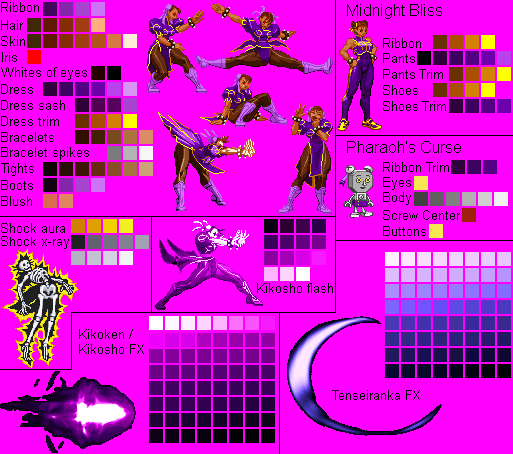 Ribbon
Hair
Skin
Iris
Whites of eyes
Dress
Dress sash
Dress trim
Bracelets
Bracelet spikes
Tights
Boots
Blush
Midnight Bliss
Ribbon
Pants
Pants Trim
Shoes
Shoes Trim
Pharaoh's Curse
Ribbon Trim
Eyes
Body
Screw Center
Buttons
Shock aura
Shock x-ray
Kikosho flash
Kikoken /
Kikosho FX
Tenseiranka FX